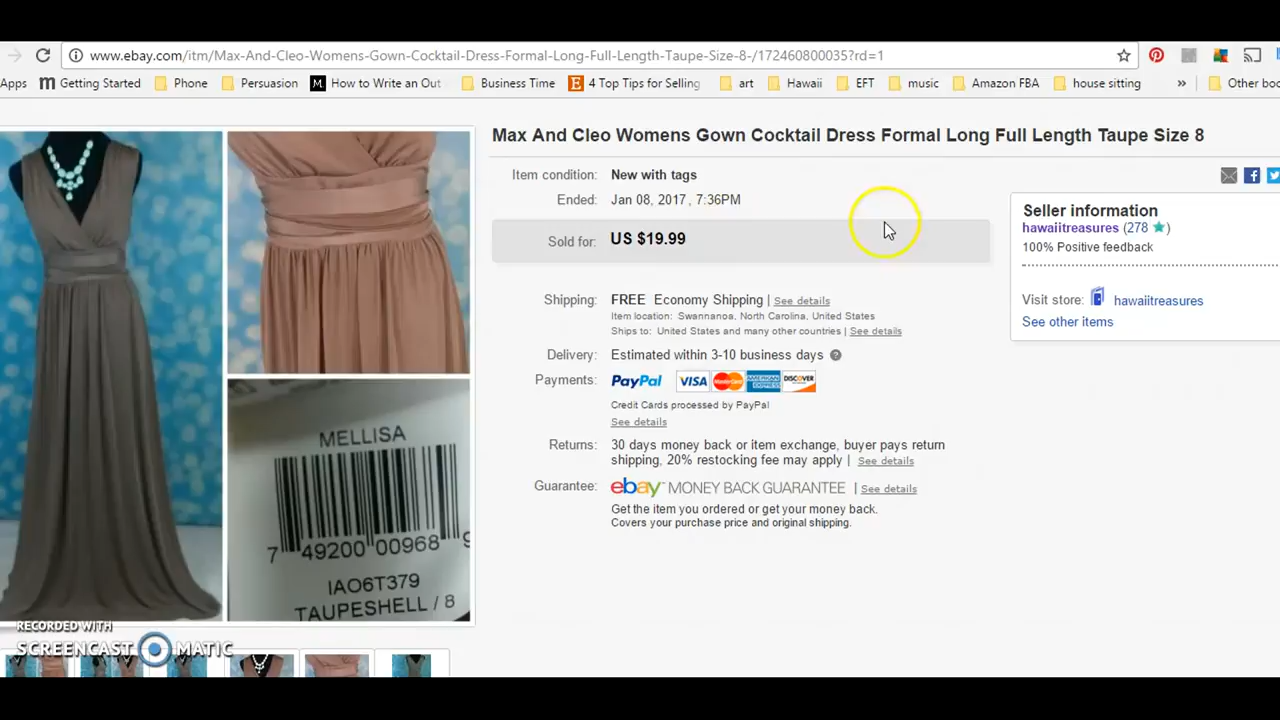 www.ebay.com/itm/Max-And-Cleo-Womens-Gown-Cocktail-Dress-Formal-Long-Full-Length-Taupe-Size-8-/172460800035?rd=1
Apps Getting Started Phone Persuasion M. How to Write an Out Business Time E 4 Top Tips for Selling art Hawaii EFT music Amazon FBA house sitting » Other boo
Max And Cleo Womens Gown Cocktail Dress Formal Long Full Length Taupe Size 8
Item condition: New with tags
Ended: Jan 08, 2017 , 7:36PM
Sold for: US $19.99
Shipping: FREE Economy Shipping | See details
Item location: Swannanoa, North Carolina, United States
Ships to: United States and many other countries | See details
Delivery: Estimated within 3-10 business days ?
Payments: PayPal VISA MasterCard AMERICAN EXPRESS DISCOVER
Credit Cards processed by PayPal
See details
Returns: 30 days money back or item exchange, buyer pays return
shipping, 20% restocking fee may apply | See details
Guarantee: ebay MONEY BACK GUARANTEE | See details
Get the item you ordered or get your money back.
Covers your purchase price and original shipping.
Seller information
hawaiitreasures (278 ★)
100% Positive feedback
Visit store: hawaiitreasures
See other items
MELLISA
7 49200 00968 9
IAO6T379
TAUPESHELL / 8
RECORDED WITH
SCREENCAST MATIC